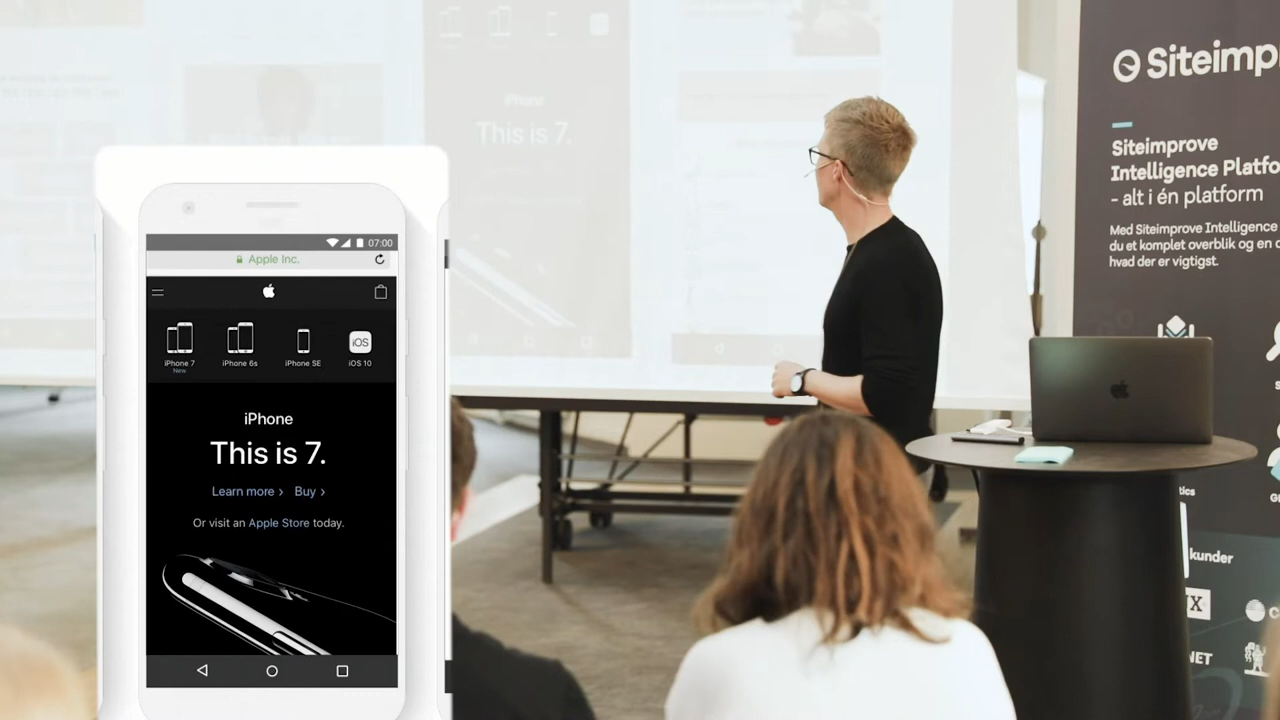 iPhone
This is 7.
07:00
Apple Inc.
iPhone 7
New
iPhone 6s
iPhone SE
iOS
iOS 10
iPhone
This is 7.
Learn more › Buy ›
Or visit an Apple Store today.
Siteimp
Siteimprove
Intelligence Platfo
- alt i én platform
Med Siteimprove Intelligence
du et komplet overblik og en
hvad der er vigtigst.
tics
kunder
X
NET